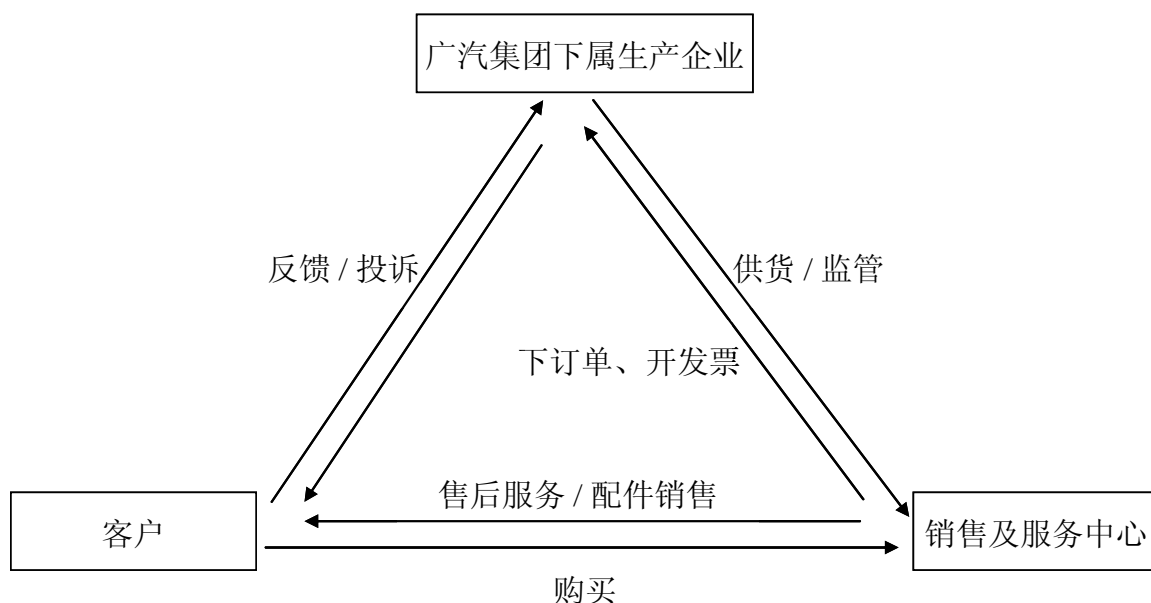 广汽集团下属生产企业
反馈 / 投诉
供货 / 监管
下订单、开发票
售后服务 / 配件销售
客户
销售及服务中心
购买